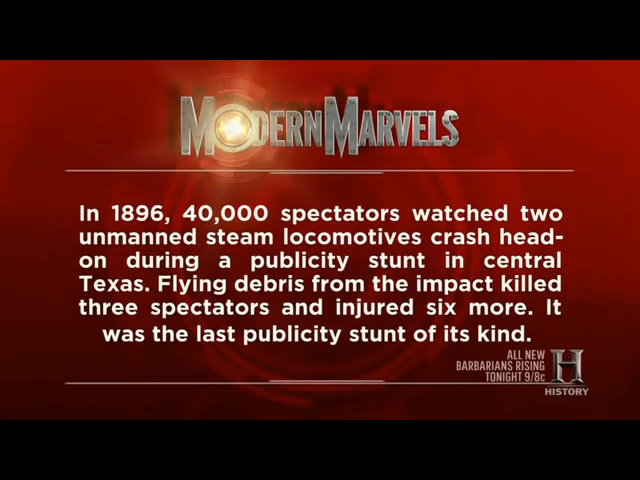 MODERN MARVELS
In 1896, 40,000 spectators watched two
unmanned steam locomotives crash head-
on during a publicity stunt in central
Texas. Flying debris from the impact killed
three spectators and injured six more. It
was the last publicity stunt of its kind.
ALL NEW
BARBARIANS RISING
TONIGHT 9/8c
H
HISTORY